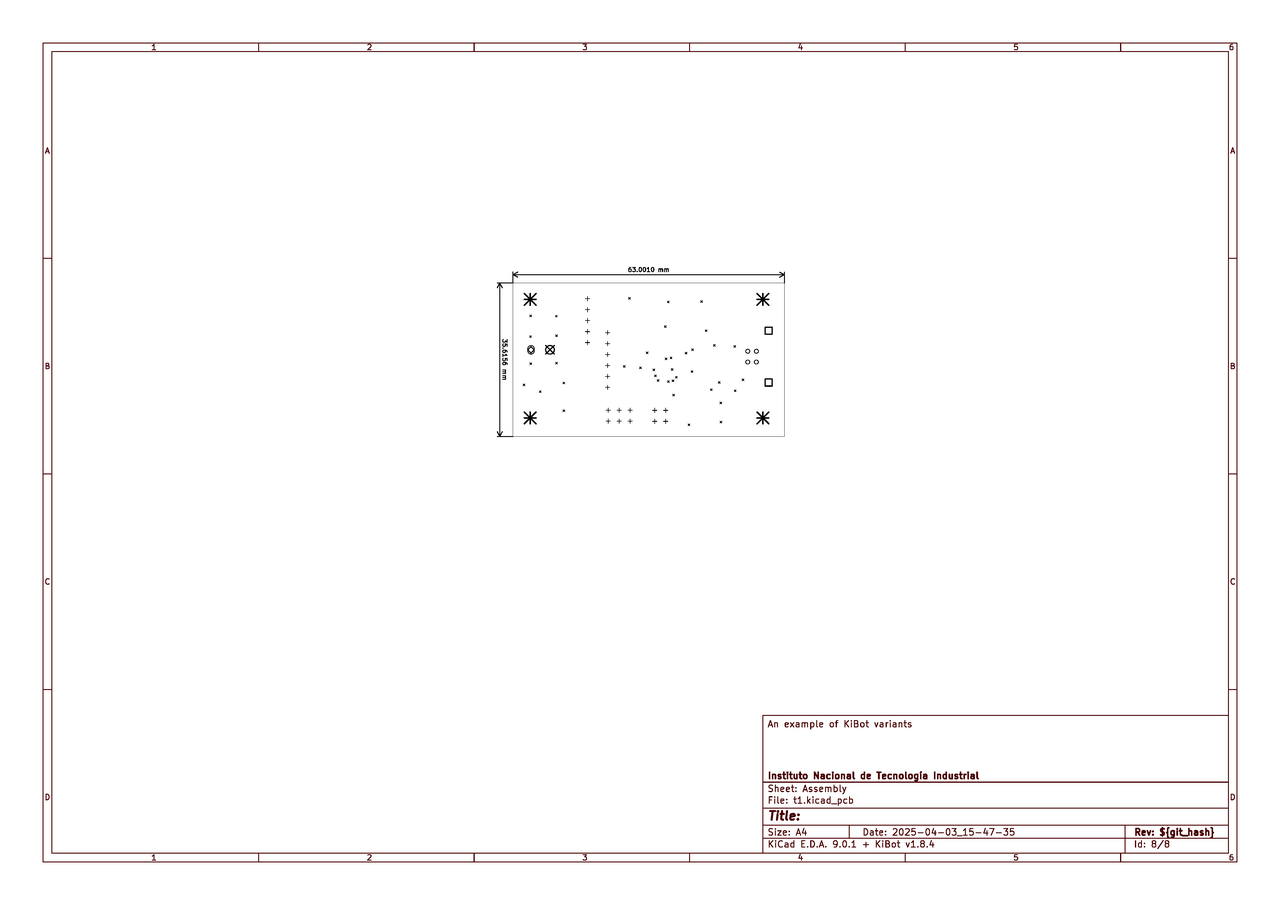 1 2 3 4 5 6
A A
63.0010 mm
35.6156 mm
B B
C C
An example of KiBot variants
Instituto Nacional de Tecnología Industrial
Sheet: Assembly
File: t1.kicad_pcb
D D
Title:
Size: A4 Date: 2025-04-03_15-47-35 Rev: ${git_hash}
KiCad E.D.A. 9.0.1 + KiBot v1.8.4 Id: 8/8
1 2 3 4 5 6